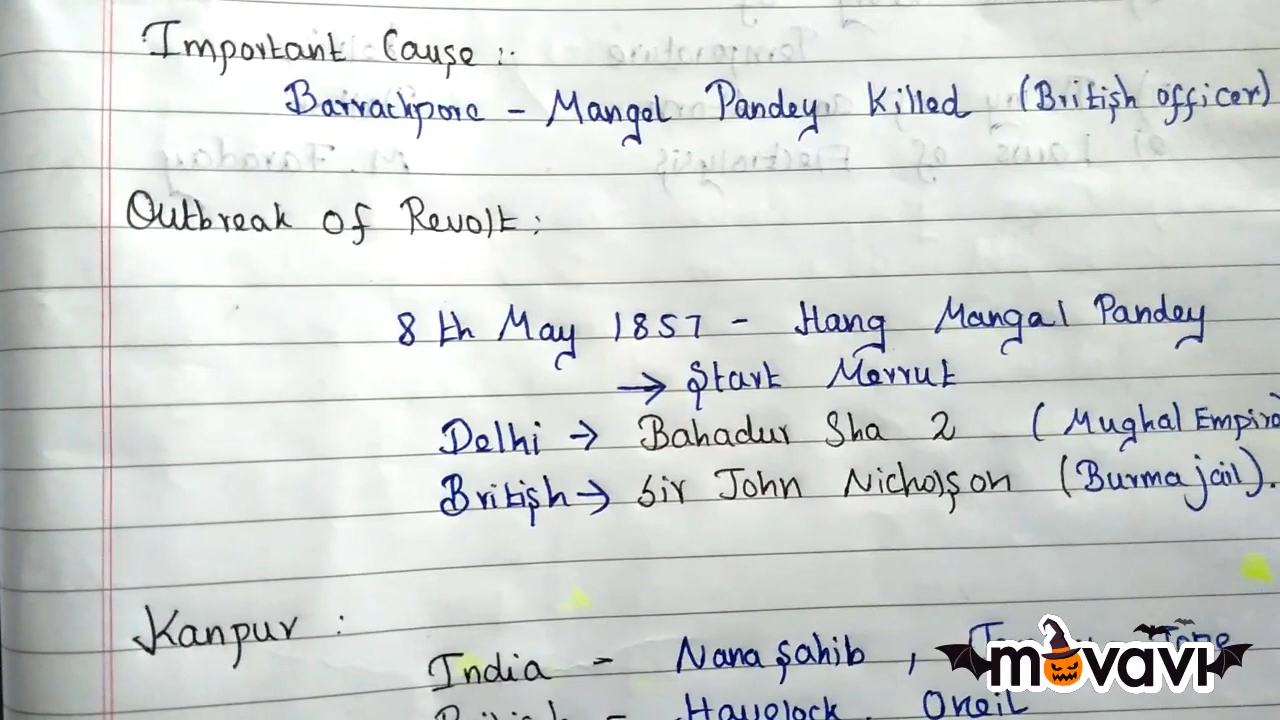 Important Cause :-
Barrackpore - Mangal Pandey Killed (British officer)
Outbreak of Revolt :
8 th May 1857 - Hang Mangal Pandey
→ Start Merrut
Delhi → Bahadur Sha 2 (Mughal Empire)
British → Sir John Nicholson (Burma jail).
Kanpur :
India - Nana Sahib ,
British - Havelock, Oneil
movavi